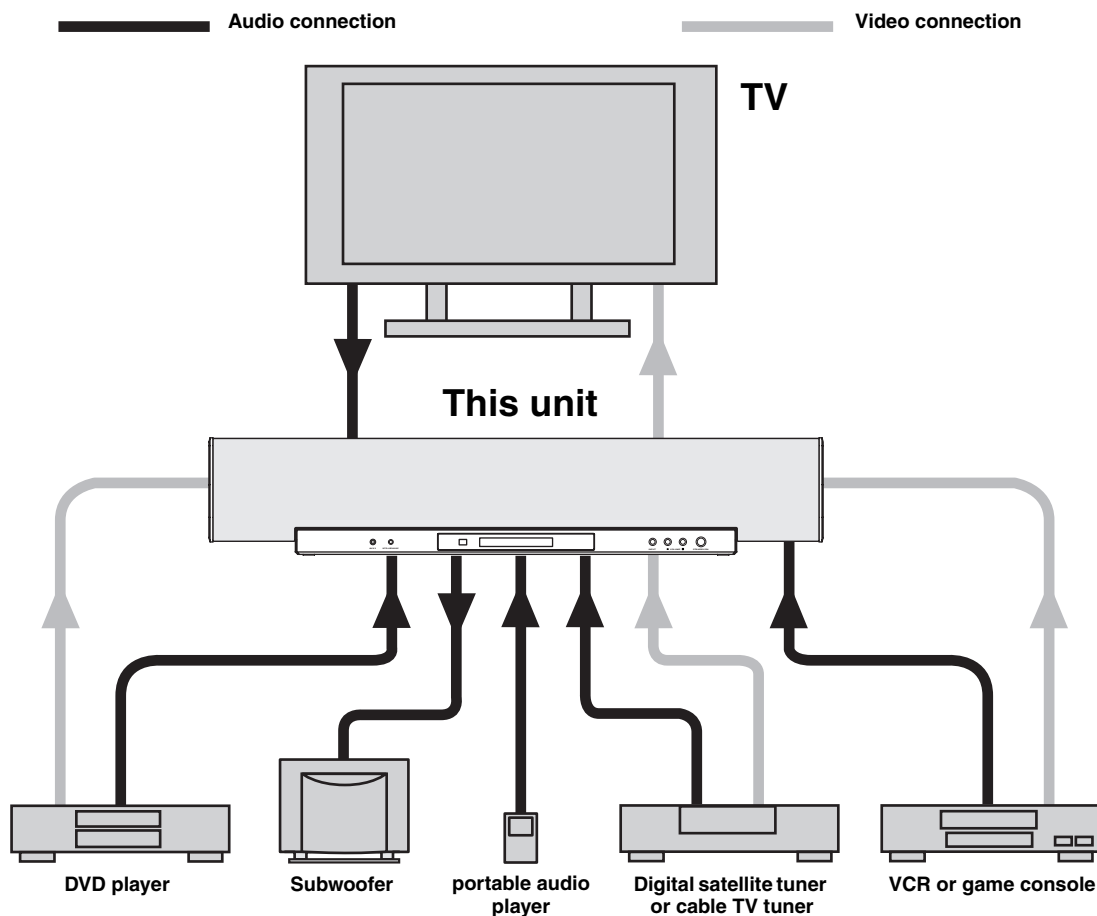 Audio connection
Video connection
TV
This unit
DVD player
Subwoofer
portable audio
player
Digital satellite tuner
or cable TV tuner
VCR or game console